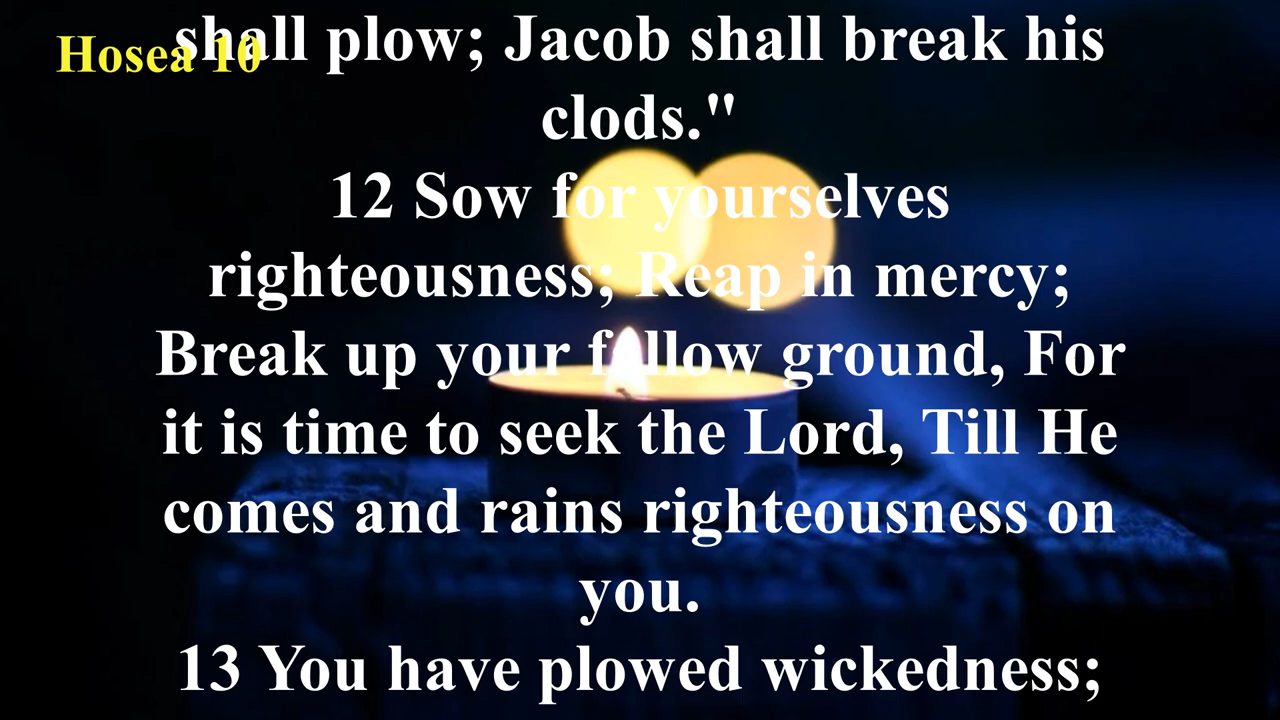 Hosea 10
shall plow; Jacob shall break his
clods."
12 Sow for yourselves
righteousness; Reap in mercy;
Break up your fallow ground, For
it is time to seek the Lord, Till He
comes and rains righteousness on
you.
13 You have plowed wickedness;